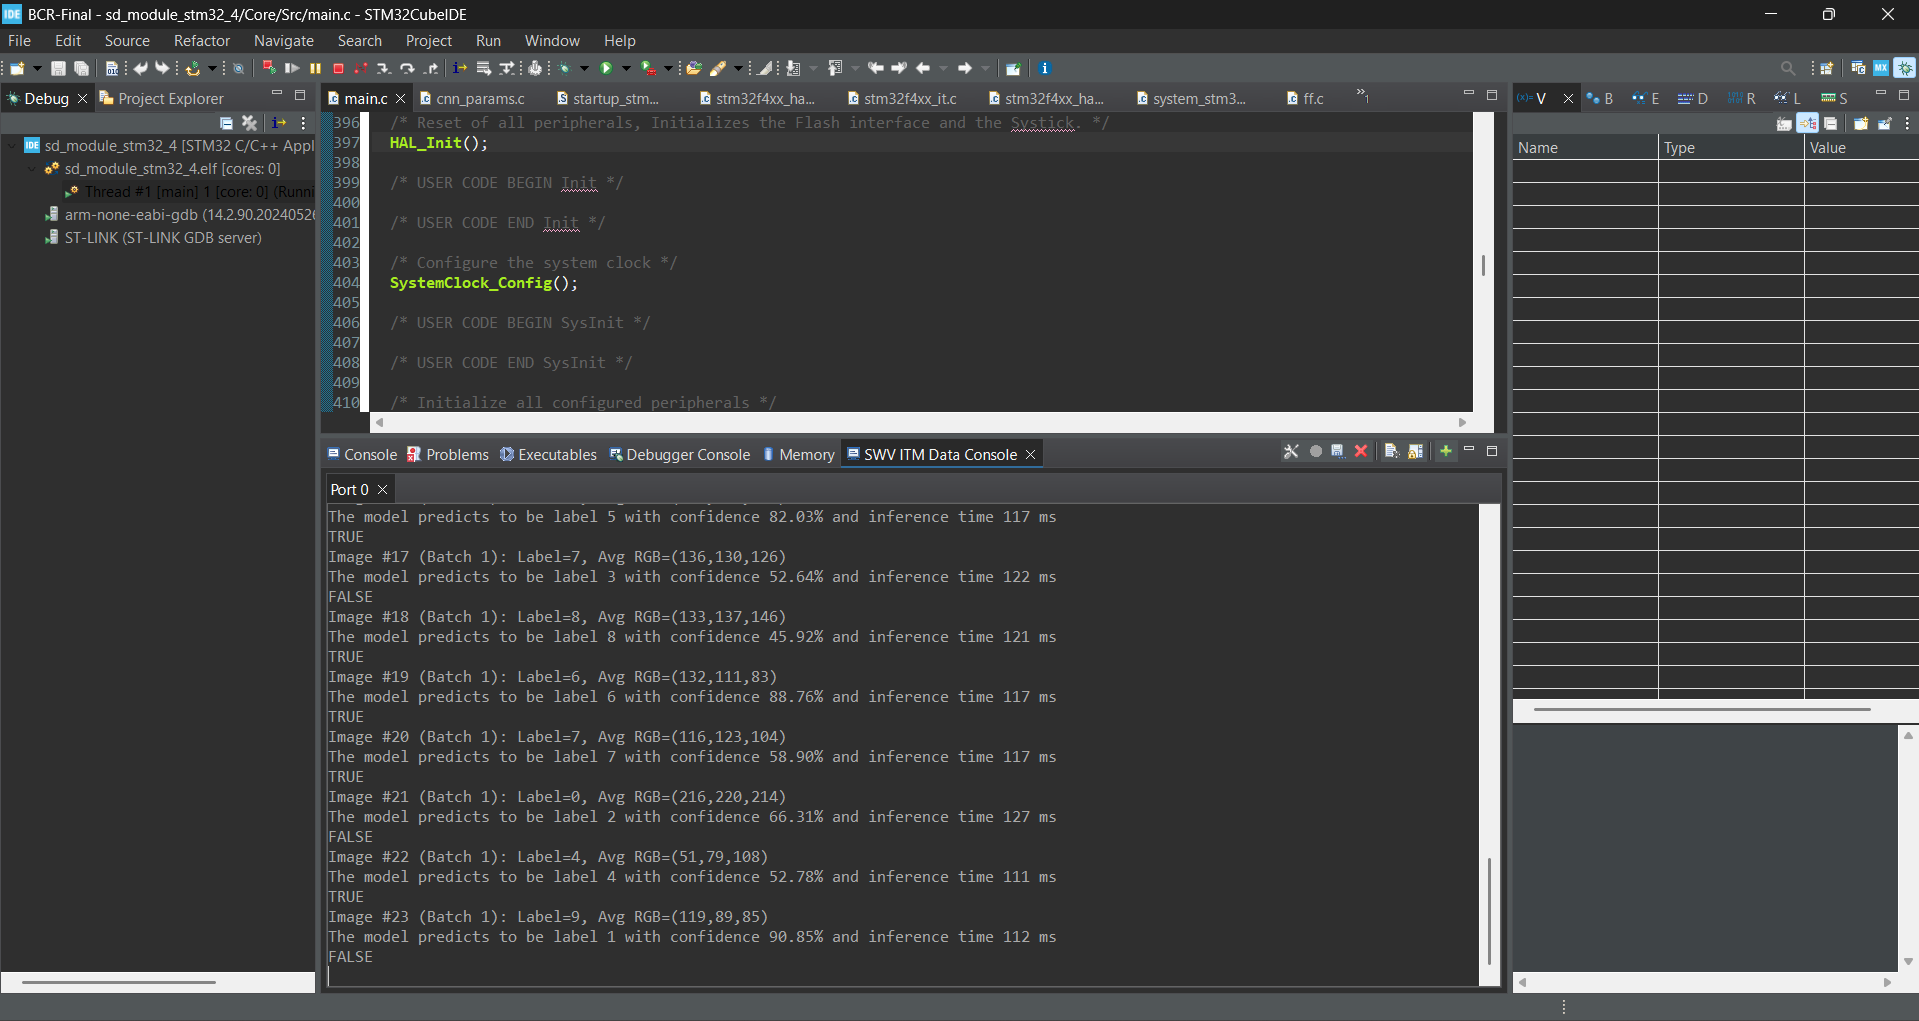 IDE BCR-Final - sd_module_stm32_4/Core/Src/main.c - STM32CubeIDE
File Edit Source Refactor Navigate Search Project Run Window Help
Debug Project Explorer
IDE sd_module_stm32_4 [STM32 C/C++ Appl
sd_module_stm32_4.elf [cores: 0]
Thread #1 [main] 1 [core: 0] (Runni
arm-none-eabi-gdb (14.2.90.20240526
ST-LINK (ST-LINK GDB server)
main.c cnn_params.c startup_stm... stm32f4xx_ha... stm32f4xx_it.c stm32f4xx_ha... system_stm3... ff.c »1
396 /* Reset of all peripherals, Initializes the Flash interface and the Systick. */
397 HAL_Init();
398
399 /* USER CODE BEGIN Init */
400
401 /* USER CODE END Init */
402
403 /* Configure the system clock */
404 SystemClock_Config();
405
406 /* USER CODE BEGIN SysInit */
407
408 /* USER CODE END SysInit */
409
410 /* Initialize all configured peripherals */
Console Problems Executables Debugger Console Memory SWV ITM Data Console
Port 0
The model predicts to be label 5 with confidence 82.03% and inference time 117 ms
TRUE
Image #17 (Batch 1): Label=7, Avg RGB=(136,130,126)
The model predicts to be label 3 with confidence 52.64% and inference time 122 ms
FALSE
Image #18 (Batch 1): Label=8, Avg RGB=(133,137,146)
The model predicts to be label 8 with confidence 45.92% and inference time 121 ms
TRUE
Image #19 (Batch 1): Label=6, Avg RGB=(132,111,83)
The model predicts to be label 6 with confidence 88.76% and inference time 117 ms
TRUE
Image #20 (Batch 1): Label=7, Avg RGB=(116,123,104)
The model predicts to be label 7 with confidence 58.90% and inference time 117 ms
TRUE
Image #21 (Batch 1): Label=0, Avg RGB=(216,220,214)
The model predicts to be label 2 with confidence 66.31% and inference time 127 ms
FALSE
Image #22 (Batch 1): Label=4, Avg RGB=(51,79,108)
The model predicts to be label 4 with confidence 52.78% and inference time 111 ms
TRUE
Image #23 (Batch 1): Label=9, Avg RGB=(119,89,85)
The model predicts to be label 1 with confidence 90.85% and inference time 112 ms
FALSE
MX
V B E D R L S
Name Type Value